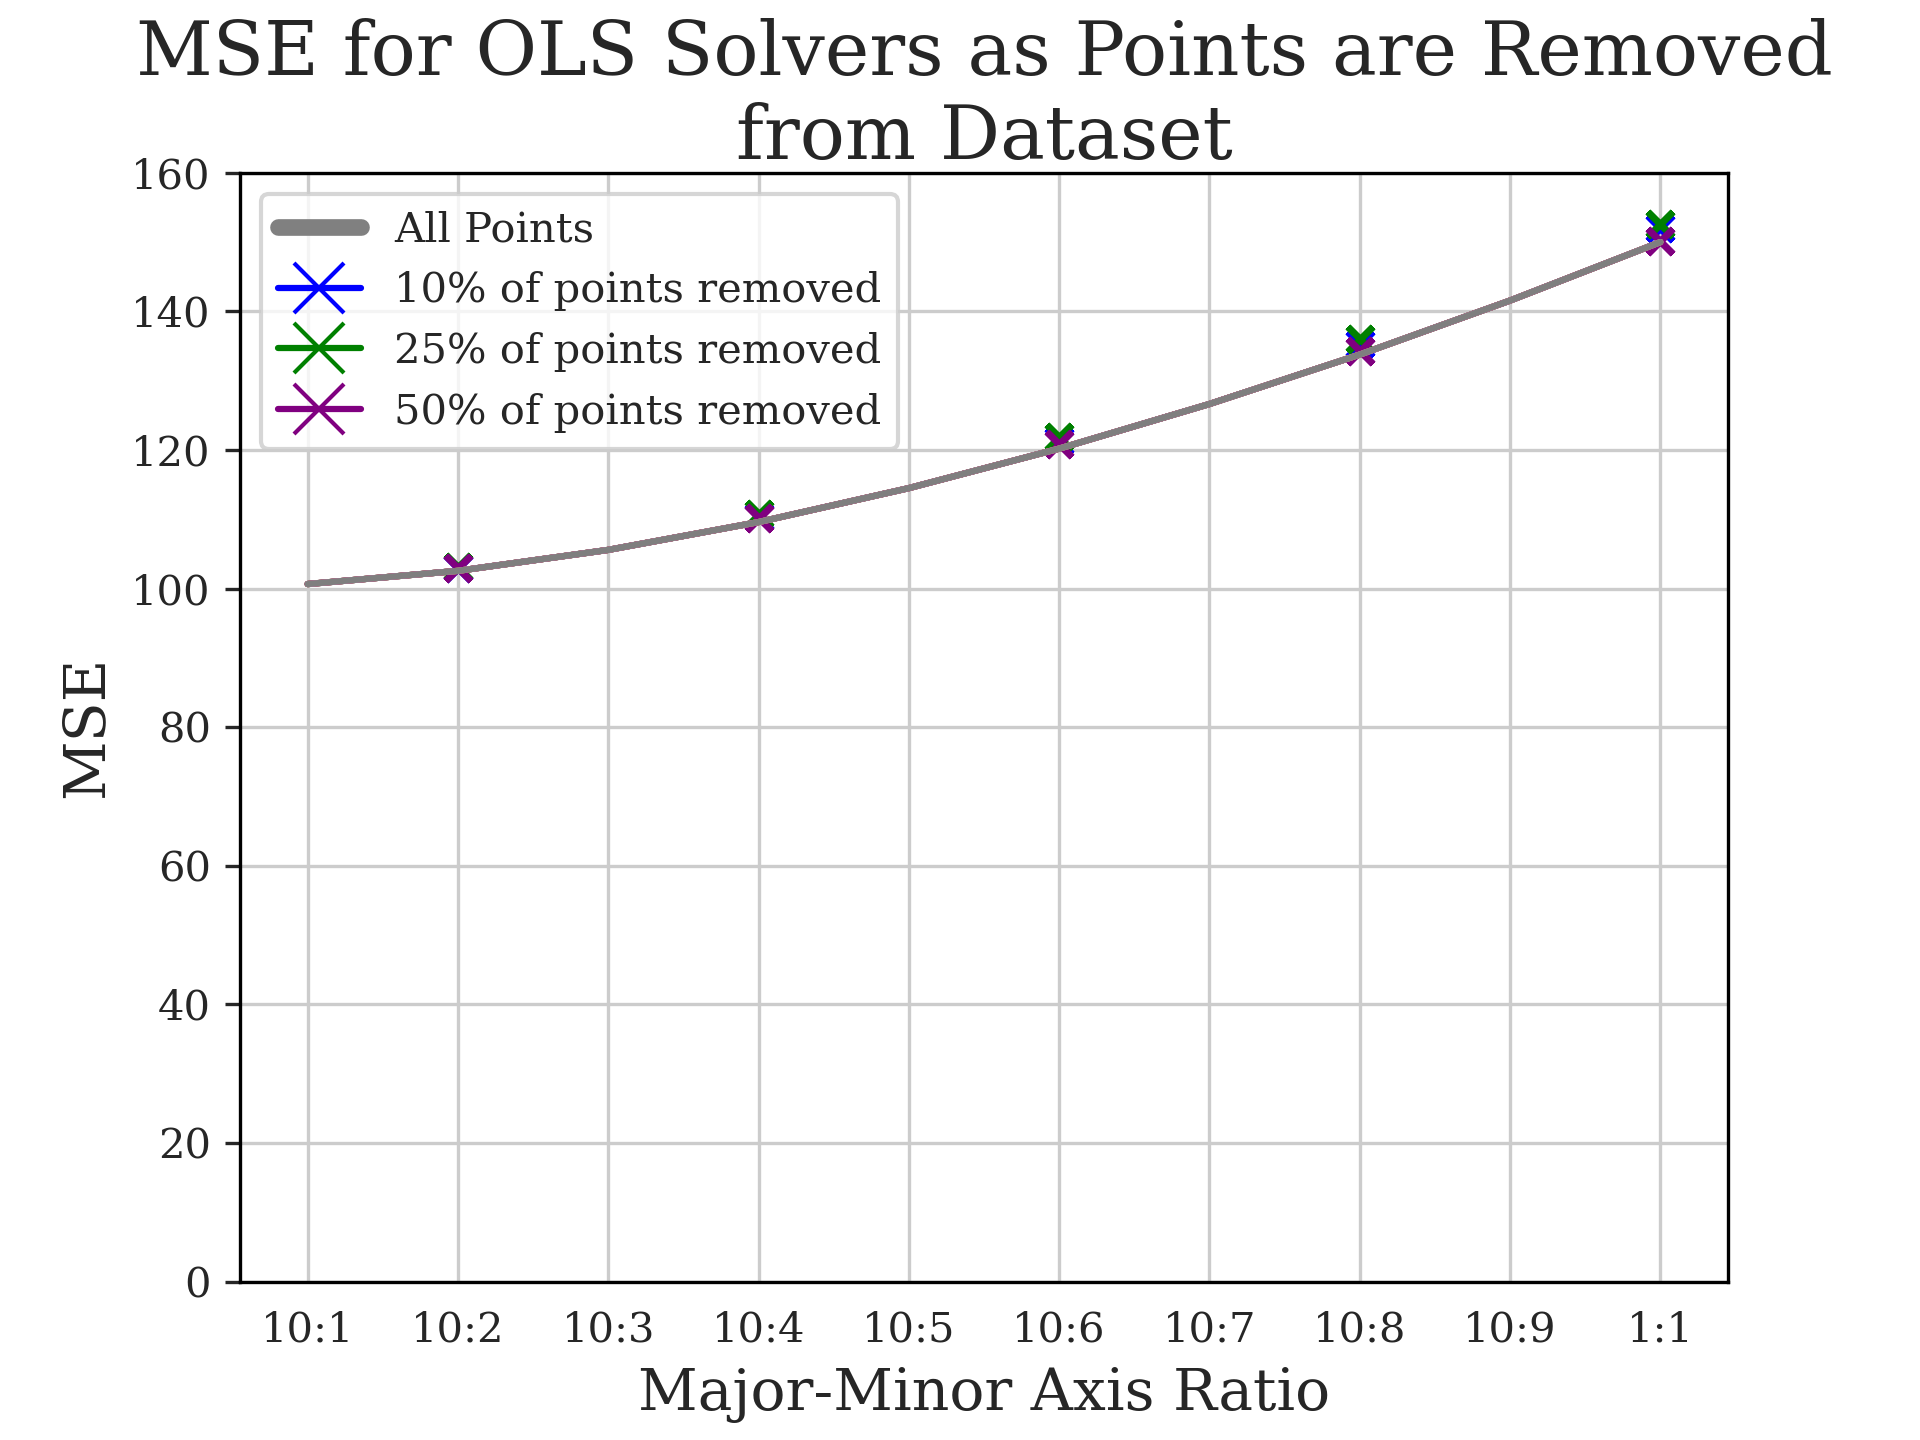 MSE for OLS Solvers as Points are Removed
from Dataset
160
140
120
100
80
60
40
20
0
MSE
All Points
10% of points removed
25% of points removed
50% of points removed
10:1 10:2 10:3 10:4 10:5 10:6 10:7 10:8 10:9 1:1
Major-Minor Axis Ratio